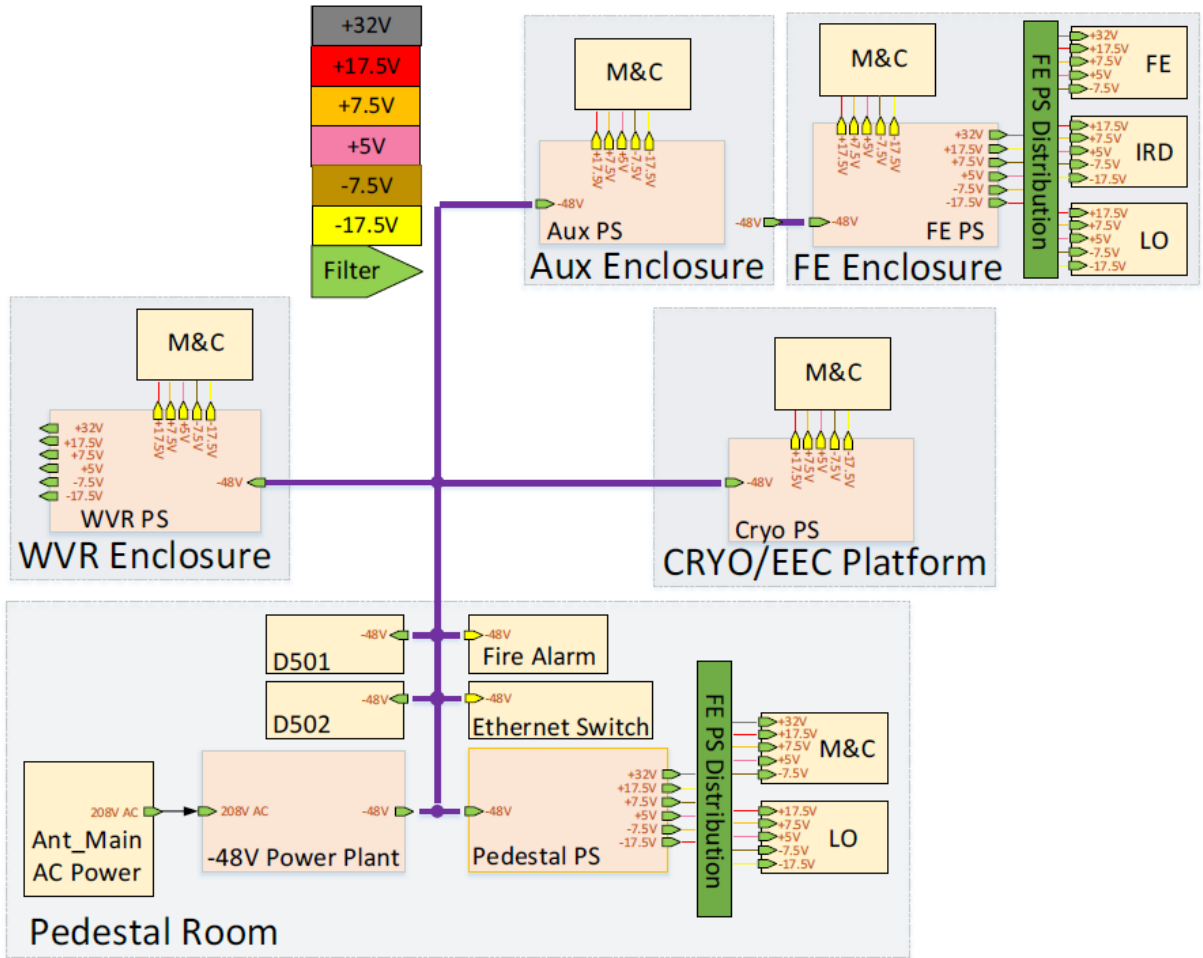 +32V
+17.5V
+7.5V
+5V
-7.5V
-17.5V
Filter
M&C
+17.5V
+7.5V
+5V
-7.5V
-17.5V
-48V
Aux PS
Aux Enclosure
-48V
M&C
+17.5V
+7.5V
+5V
-7.5V
-17.5V
-48V
+32V
+17.5V
+7.5V
+5V
-7.5V
-17.5V
FE PS
FE Enclosure
FE PS Distribution
+32V
+17.5V
+7.5V
+5V
-7.5V
FE
+17.5V
+7.5V
+5V
-7.5V
-17.5V
IRD
+17.5V
+7.5V
+5V
-7.5V
-17.5V
LO
M&C
+17.5V
+7.5V
+5V
-7.5V
-17.5V
+32V
+17.5V
+7.5V
+5V
-7.5V
-17.5V
-48V
WVR PS
WVR Enclosure
M&C
+17.5V
+7.5V
+5V
-7.5V
-17.5V
-48V
Cryo PS
CRYO/EEC Platform
-48V
D501
-48V
Fire Alarm
-48V
D502
-48V
Ethernet Switch
208V AC
Ant_Main
AC Power
208V AC
-48V
-48V Power Plant
-48V
+32V
+17.5V
+7.5V
+5V
-7.5V
-17.5V
Pedestal PS
FE PS Distribution
+32V
+17.5V
+7.5V
+5V
-7.5V
M&C
+17.5V
+7.5V
+5V
-7.5V
-17.5V
LO
Pedestal Room